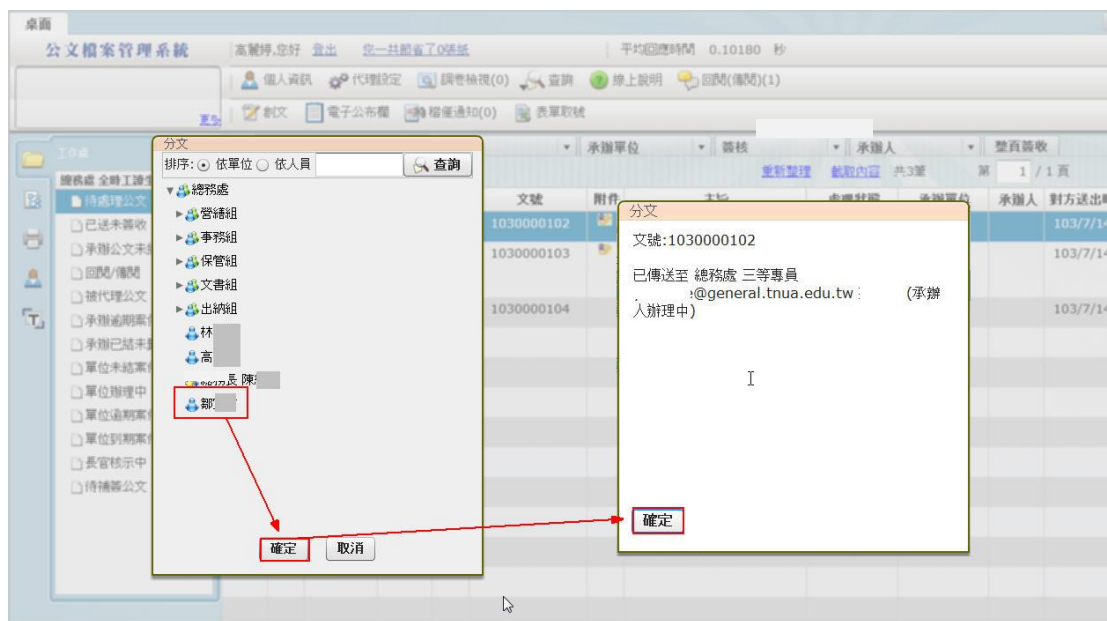 桌面
公文檔案管理系統
高麗婷,您好 登出 您一共節省了0張紙 平均回應時間 0.10180 秒
個人資訊 代理設定 調卷檢視(0) 查詢 線上說明 回閱(傳閱)(1)
創文 電子公布欄 稽催通知(0) 表單取號
更多
工作處
承辦單位 簽核 承辦人 整頁簽收
總務處 全時工讀生
重新整理 截取內容 共3筆 第 1 / 1 頁
文號 附件 主旨 處理狀態 承辦單位 承辦人 對方送出時
待處理公文
已送未簽收
承辦公文未
回閱/傳閱
被代理公文
承辦逾期案
承辦已結未
單位未結案
單位辦理中
單位逾期案
單位到期案
長官核示中
待補簽公文
1030000102 103/7/14
1030000103 103/7/14
1030000104 103/7/14
分文
排序: 依單位 依人員 查詢
總務處
營繕組
事務組
保管組
文書組
出納組
林
高
長 陳
鄒
確定 取消
分文
文號:1030000102
已傳送至 總務處 三等專員
e@general.tnua.edu.tw (承辦
人辦理中)
確定